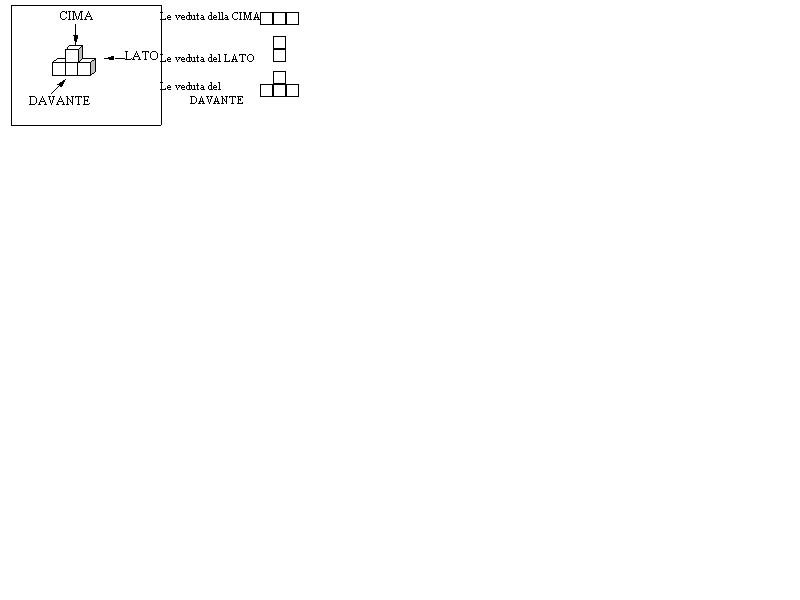 CIMA
LATO
DAVANTE
Le veduta della CIMA
Le veduta del LATO
Le veduta del
DAVANTE